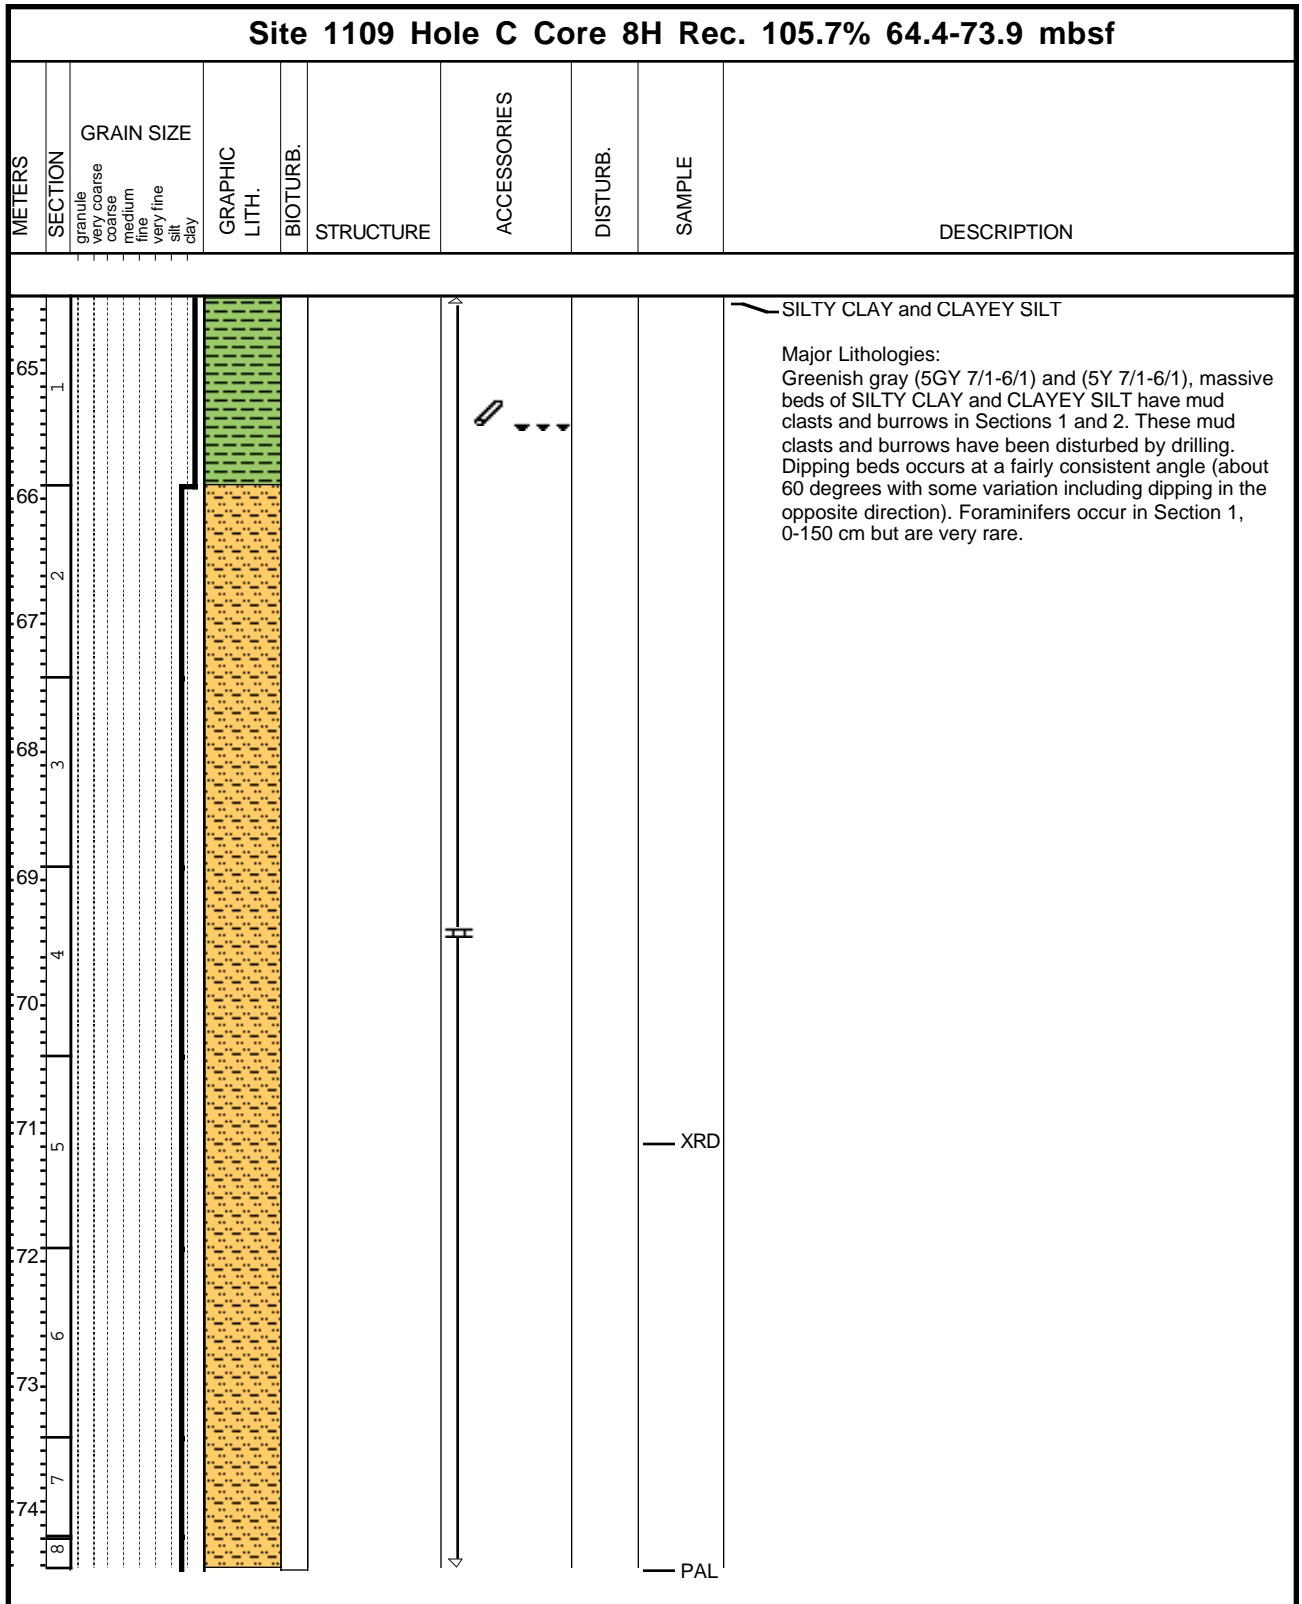 Site 1109 Hole C Core 8H Rec. 105.7% 64.4-73.9 mbsf
METERS
SECTION
GRAIN SIZE
granule
very coarse
coarse
medium
fine
very fine
silt
clay
GRAPHIC
LITH.
BIOTURB.
STRUCTURE
ACCESSORIES
DISTURB.
SAMPLE
DESCRIPTION
SILTY CLAY and CLAYEY SILT
Major Lithologies:
Greenish gray (5GY 7/1-6/1) and (5Y 7/1-6/1), massive
beds of SILTY CLAY and CLAYEY SILT have mud
clasts and burrows in Sections 1 and 2. These mud
clasts and burrows have been disturbed by drilling.
Dipping beds occurs at a fairly consistent angle (about
60 degrees with some variation including dipping in the
opposite direction). Foraminifers occur in Section 1,
0-150 cm but are very rare.
65
1
66
2
67
68
3
69
4
70
71
5
XRD
72
6
73
7
74
8
PAL